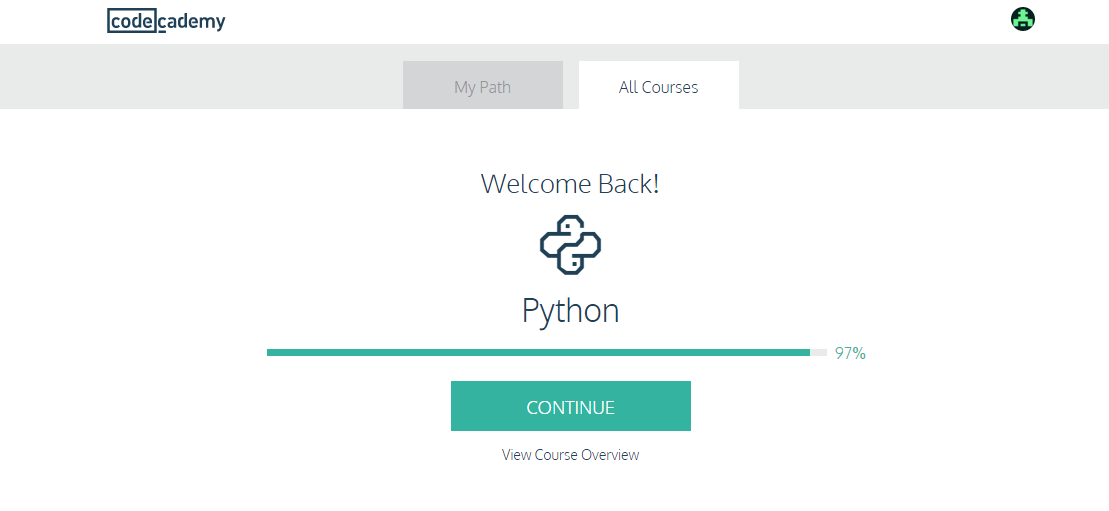 codecademy
My Path
All Courses
Welcome Back!
Python
97%
CONTINUE
View Course Overview